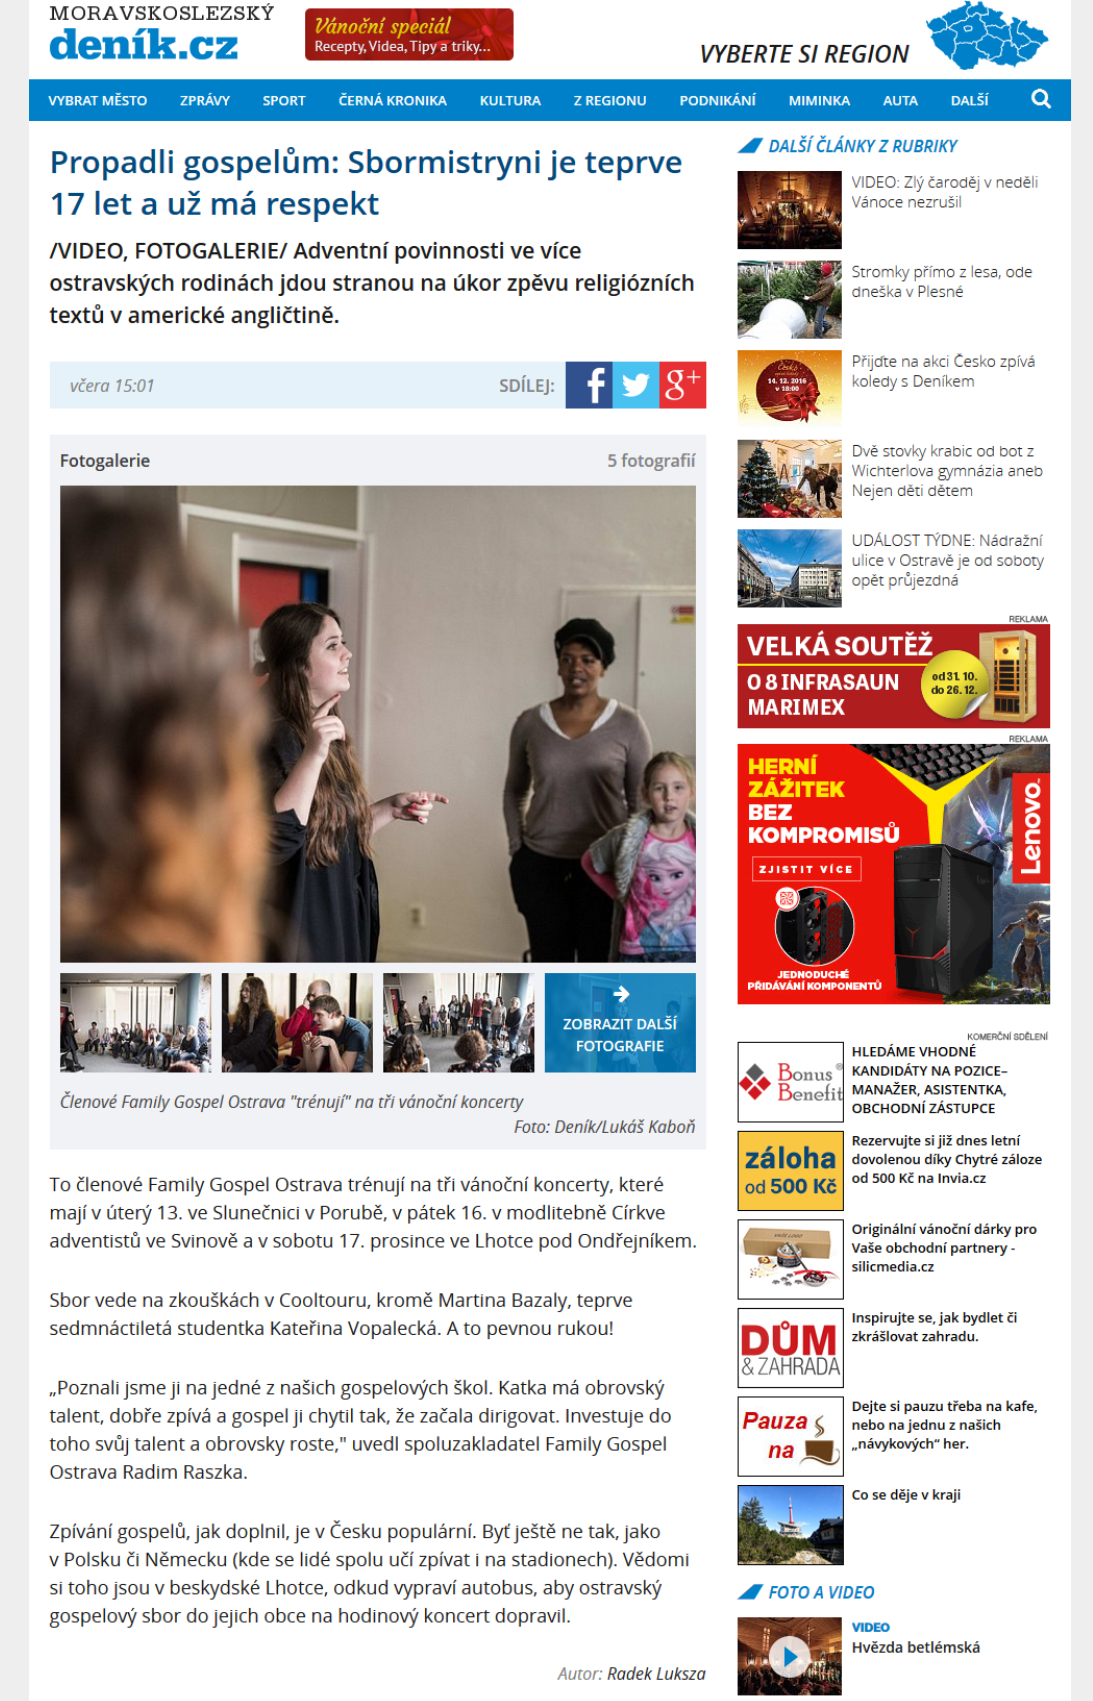 MORAVSKOSLEZSKÝ
deník.cz
Vánoční speciál
Recepty, Videa, Tipy a triky...
VYBERTE SI REGION
VYBRAT MĚSTO ZPRÁVY SPORT ČERNÁ KRONIKA KULTURA Z REGIONU PODNIKÁNÍ MIMINKA AUTA DALŠÍ
Propadli gospelům: Sbormistryni je teprve
17 let a už má respekt
/VIDEO, FOTOGALERIE/ Adventní povinnosti ve více
ostravských rodinách jdou stranou na úkor zpěvu religiózních
textů v americké angličtině.
včera 15:01
SDÍLEJ:
f
g+
Fotogalerie
5 fotografií
ZOBRAZIT DALŠÍ
FOTOGRAFIE
Členové Family Gospel Ostrava "trénují" na tři vánoční koncerty
Foto: Deník/Lukáš Kaboň
To členové Family Gospel Ostrava trénují na tři vánoční koncerty, které
mají v úterý 13. ve Slunečnici v Porubě, v pátek 16. v modlitebně Církve
adventistů ve Svinově a v sobotu 17. prosince ve Lhotce pod Ondřejníkem.
Sbor vede na zkouškách v Cooltouru, kromě Martina Bazaly, teprve
sedmnáctiletá studentka Kateřina Vopalecká. A to pevnou rukou!
„Poznali jsme ji na jedné z našich gospelových škol. Katka má obrovský
talent, dobře zpívá a gospel ji chytil tak, že začala dirigovat. Investuje do
toho svůj talent a obrovsky roste," uvedl spoluzakladatel Family Gospel
Ostrava Radim Raszka.
Zpívání gospelů, jak doplnil, je v Česku populární. Byť ještě ne tak, jako
v Polsku či Německu (kde se lidé spolu učí zpívat i na stadionech). Vědomi
si toho jsou v beskydské Lhotce, odkud vypraví autobus, aby ostravský
gospelový sbor do jejich obce na hodinový koncert dopravil.
Autor: Radek Luksza
DALŠÍ ČLÁNKY Z RUBRIKY
VIDEO: Zlý čaroděj v neděli
Vánoce nezrušil
Stromky přímo z lesa, ode
dneška v Plesné
14. 12. 2016
v 18:00
Přijďte na akci Česko zpívá
koledy s Deníkem
Dvě stovky krabic od bot z
Wichterlova gymnázia aneb
Nejen děti dětem
UDÁLOST TÝDNE: Nádražní
ulice v Ostravě je od soboty
opět průjezdná
REKLAMA
VELKÁ SOUTĚŽ
O 8 INFRASAUN
MARIMEX
od 31. 10.
do 26. 12.
REKLAMA
HERNÍ
ZÁŽITEK
BEZ
KOMPROMISŮ
ZJISTIT VÍCE
Lenovo
JEDNODUCHÉ
PŘIDÁVÁNÍ KOMPONENTŮ
KOMERČNÍ SDĚLENÍ
Bonus®
Benefit
HLEDÁME VHODNÉ
KANDIDÁTY NA POZICE–
MANAŽER, ASISTENTKA,
OBCHODNÍ ZÁSTUPCE
záloha
od 500 Kč
Rezervujte si již dnes letní
dovolenou díky Chytré záloze
od 500 Kč na Invia.cz
Originální vánoční dárky pro
Vaše obchodní partnery -
silicmedia.cz
DŮM
& ZAHRADA
Inspirujte se, jak bydlet či
zkrášlovat zahradu.
Pauza
na
Dejte si pauzu třeba na kafe,
nebo na jednu z našich
„návykových“ her.
Co se děje v kraji
FOTO A VIDEO
VIDEO
Hvězda betlémská